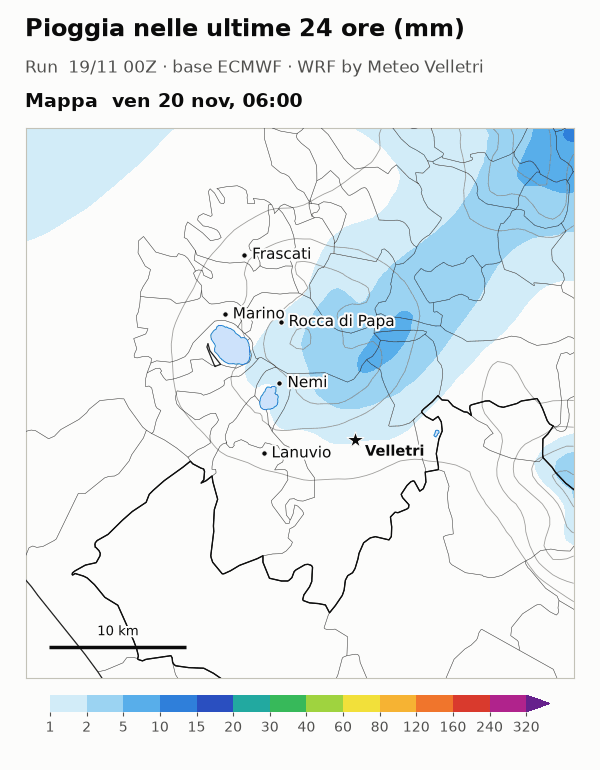 Pioggia nelle ultime 24 ore (mm)
Run 19/11 00Z · base ECMWF · WRF by Meteo Velletri
Mappa ven 20 nov, 06:00
Frascati
Marino
Rocca di Papa
Nemi
Velletri
Lanuvio
10 km
1 2 5 10 15 20 30 40 60 80 120 160 240 320